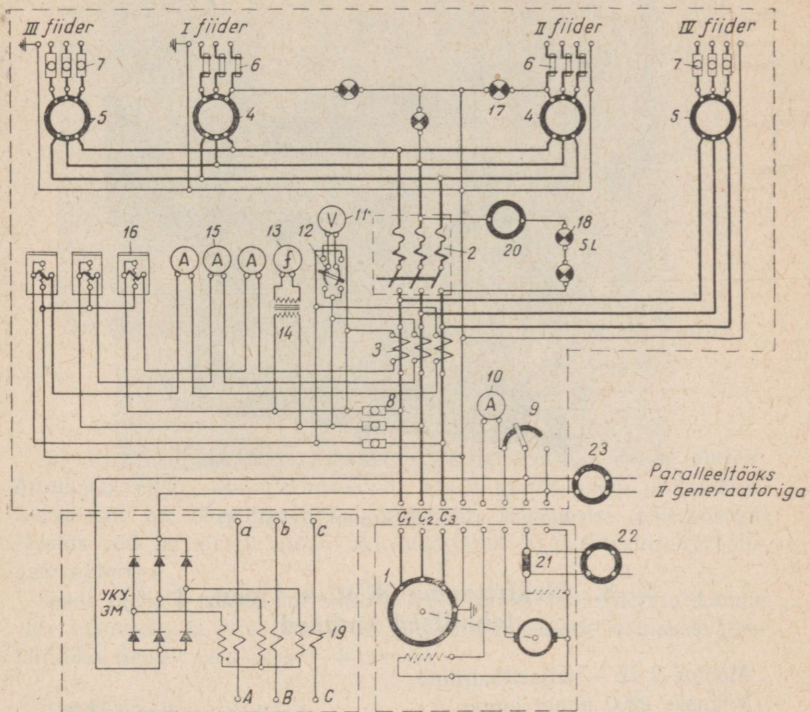 III fiider
I fiider
II fiider
IV fiider
7
6
6
7
17
5
4
4
5
11
16
15
13
12
V
18
SL
20
2
A
A
A
f
14
3
10
8
A
9
23
Paralleeltööks
II generaatoriga
C1 C2 C3
a
b
c
22
21
1
УКУ-
3М
19
A
B
C